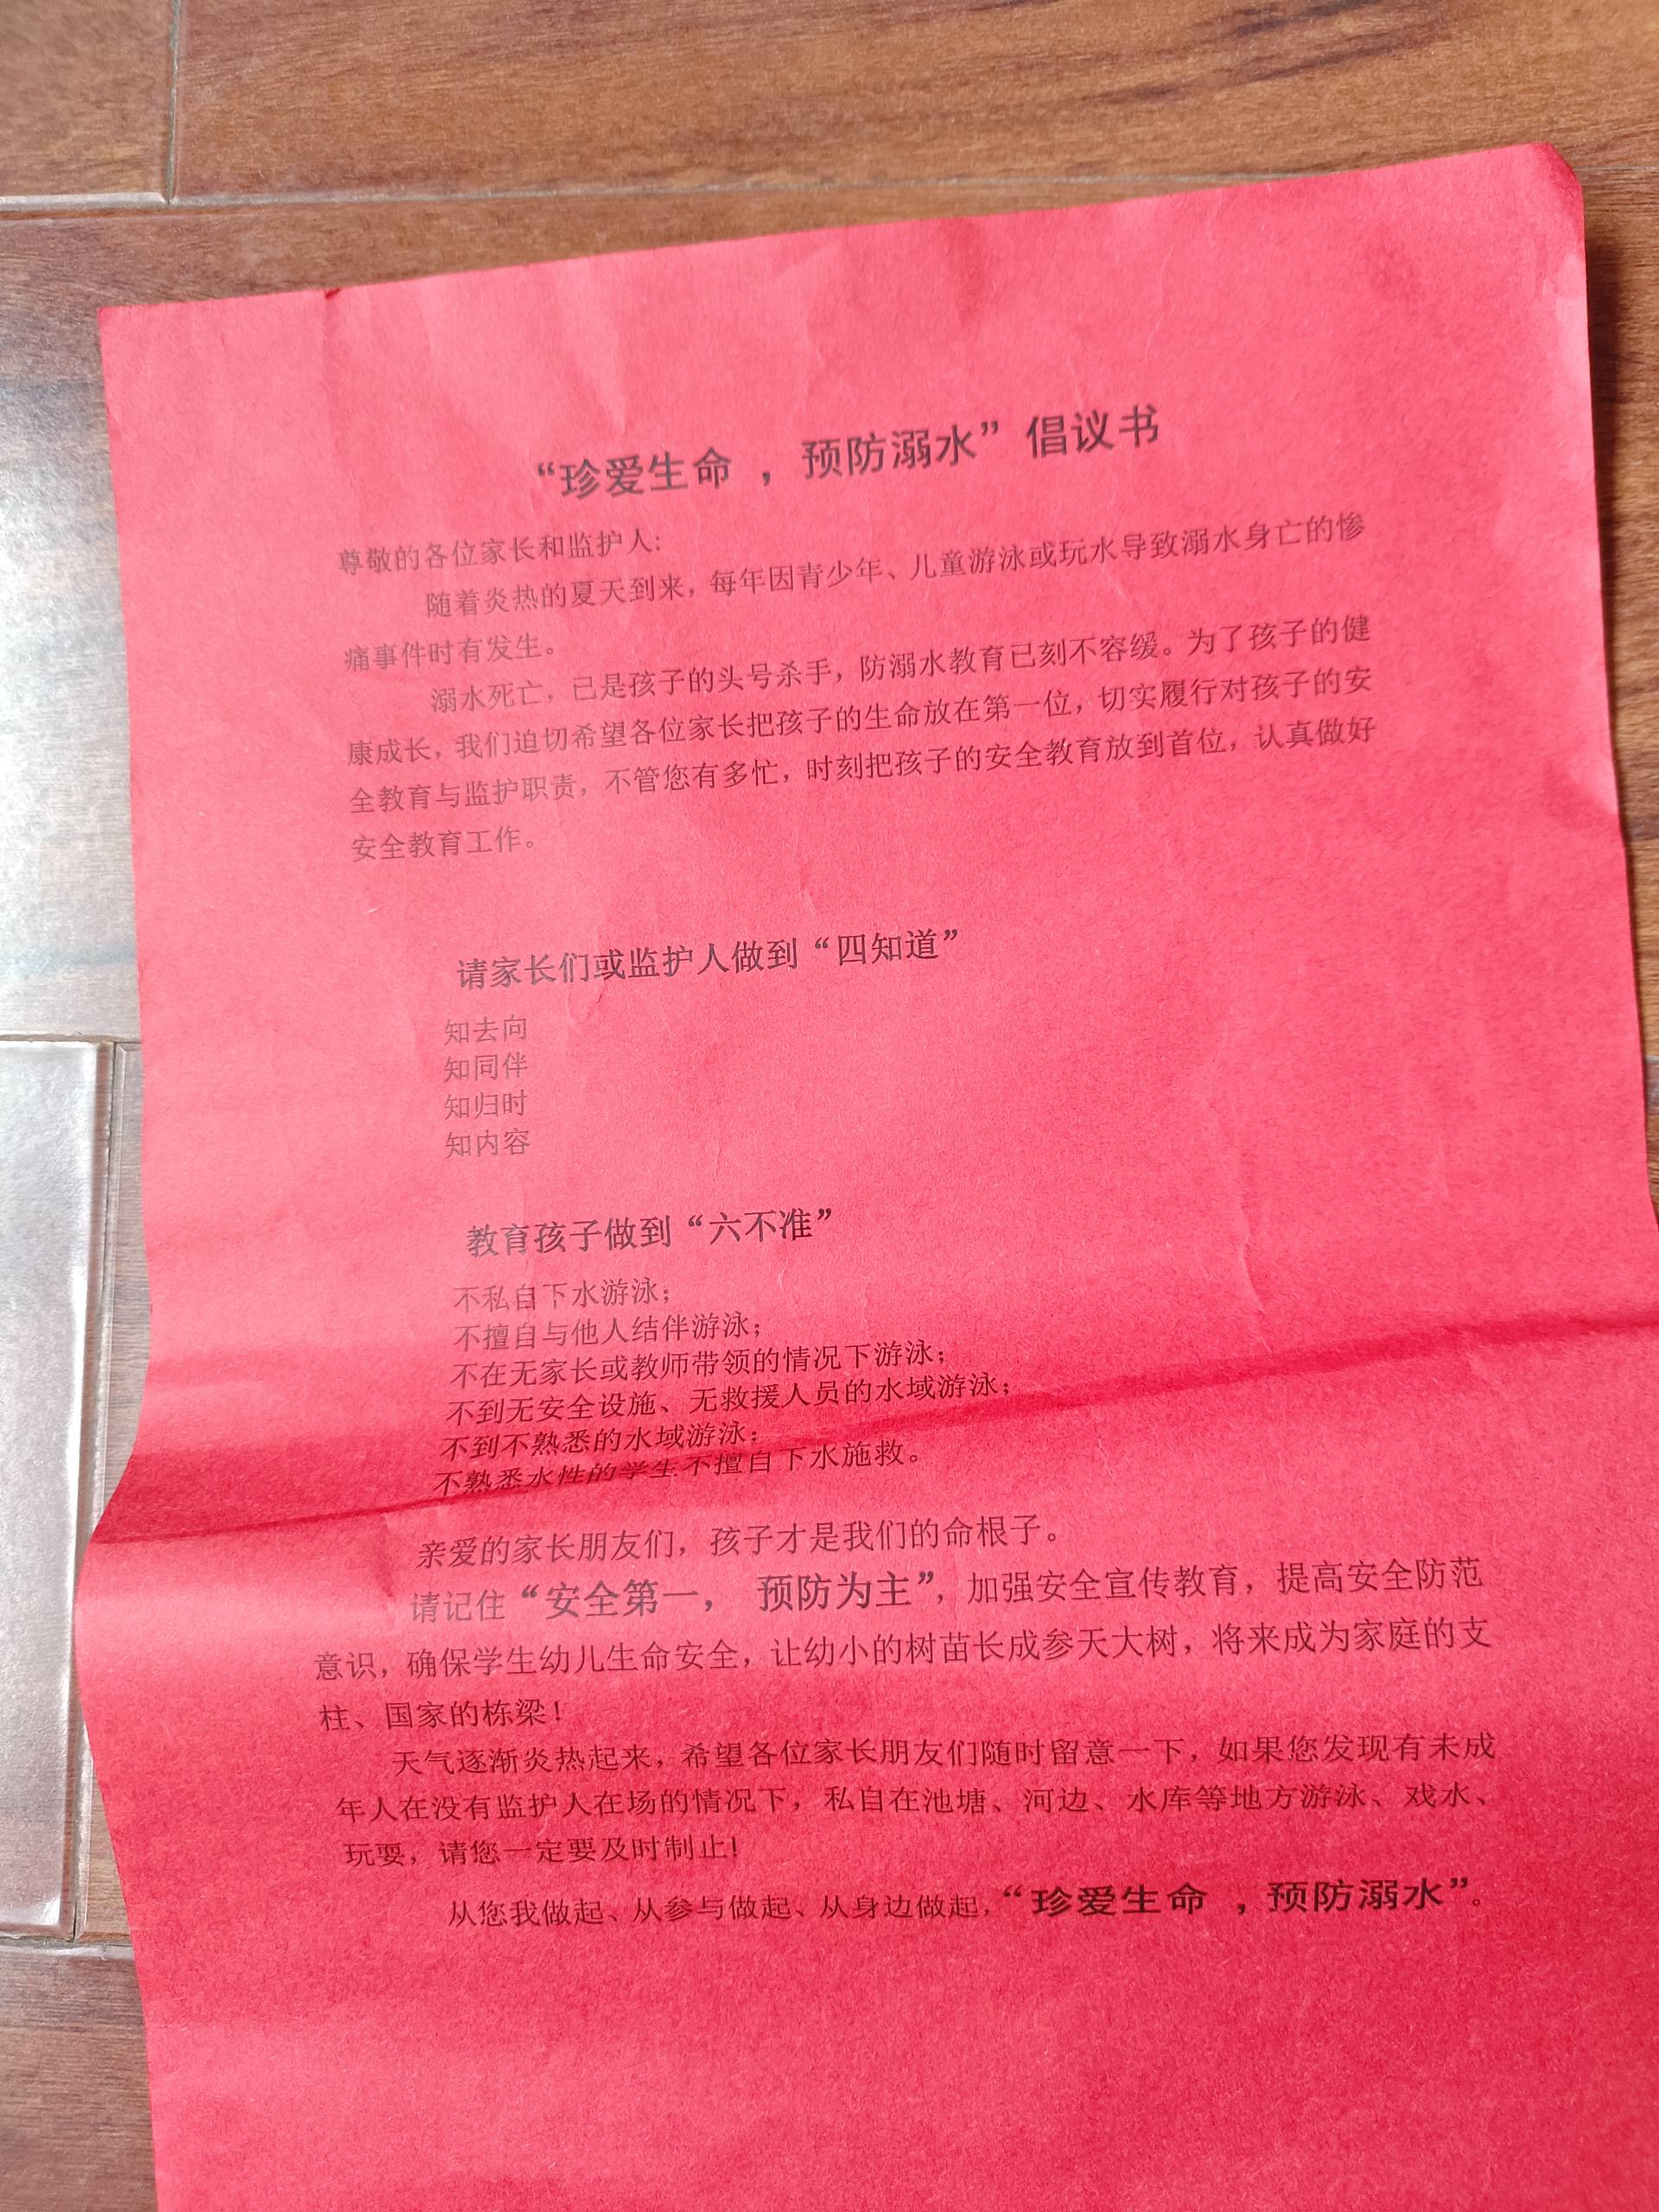 “珍爱生命 ，预防溺水”倡议书
尊敬的各位家长和监护人:
随着炎热的夏天到来，每年因青少年、儿童游泳或玩水导致溺水身亡的惨
痛事件时有发生。
溺水死亡，已是孩子的头号杀手，防溺水教育已刻不容缓。为了孩子的健
康成长，我们迫切希望各位家长把孩子的生命放在第一位，切实履行对孩子的安
全教育与监护职责，不管您有多忙，时刻把孩子的安全教育放到首位，认真做好
安全教育工作。
请家长们或监护人做到“四知道”
知去向
知同伴
知归时
知内容
教育孩子做到“六不准”
不私自下水游泳；
不擅自与他人结伴游泳；
不在无家长或教师带领的情况下游泳；
不到无安全设施、无救援人员的水域游泳；
不到不熟悉的水域游泳；
不熟悉水性的学生不擅自下水施救。
亲爱的家长朋友们，孩子才是我们的命根子。
请记住“安全第一， 预防为主”，加强安全宣传教育，提高安全防范
意识，确保学生幼儿生命安全，让幼小的树苗长成参天大树，将来成为家庭的支
柱、国家的栋梁！
天气逐渐炎热起来，希望各位家长朋友们随时留意一下，如果您发现有未成
年人在没有监护人在场的情况下，私自在池塘、河边、水库等地方游泳、戏水、
玩耍，请您一定要及时制止！
从您我做起、从参与做起、从身边做起，“珍爱生命 ，预防溺水”。